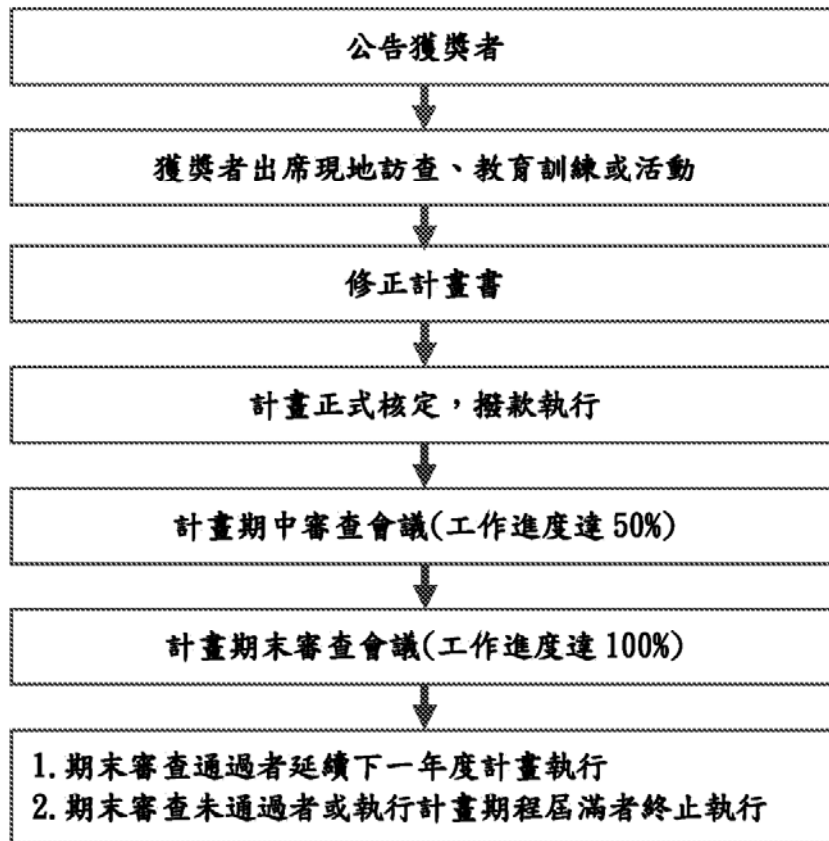 公告獲獎者
獲獎者出席現地訪查、教育訓練或活動
修正計畫書
計畫正式核定，撥款執行
計畫期中審查會議(工作進度達 50%)
計畫期末審查會議(工作進度達 100%)
1.期末審查通過者延續下一年度計畫執行
2.期末審查未通過者或執行計畫期程屆滿者終止執行